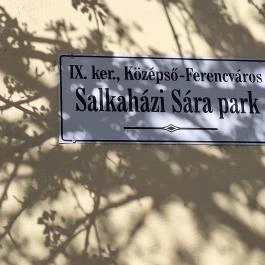 IX. ker., Középső-Ferencváros
Salkaházi Sára park